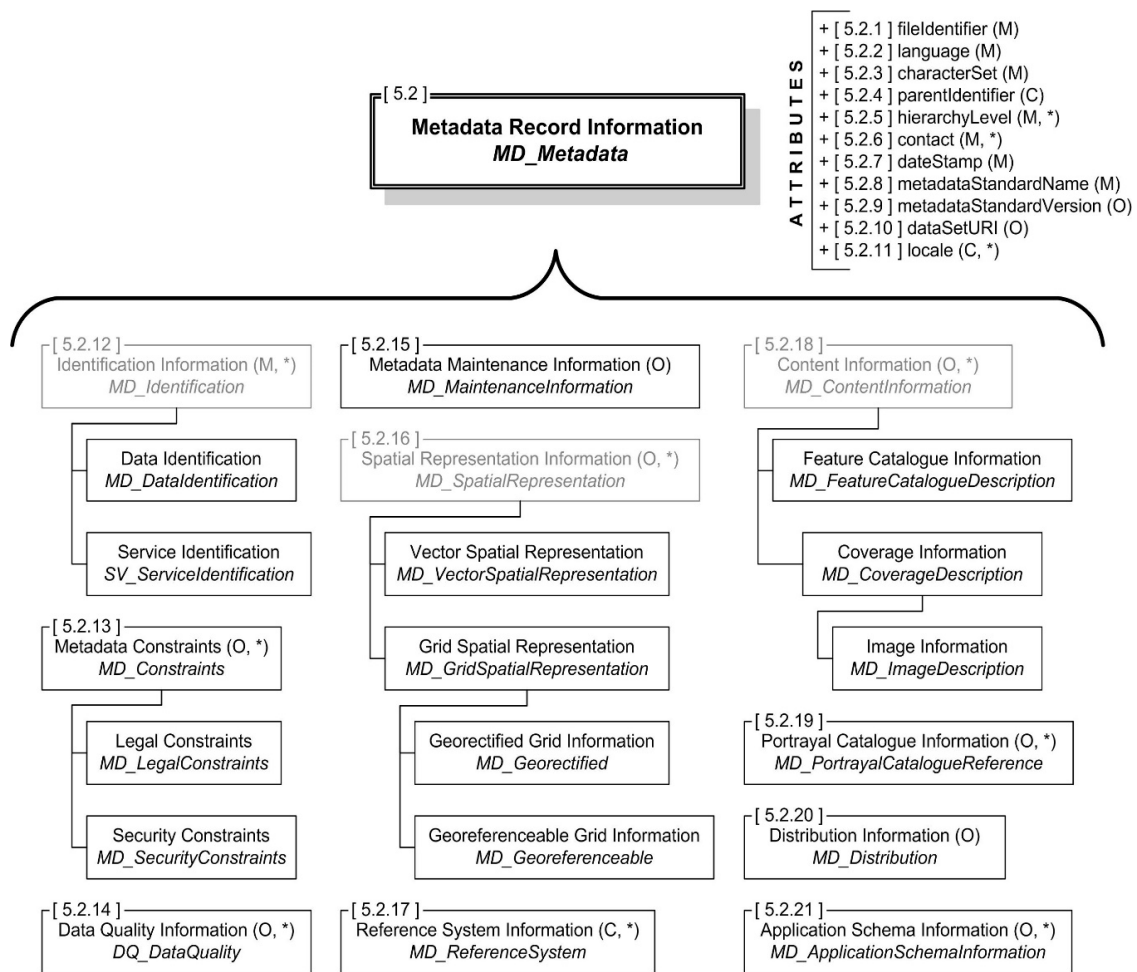 [ 5.2 ]
Metadata Record Information
MD_Metadata
ATTRIBUTES
+ [ 5.2.1 ] fileIdentifier (M)
+ [ 5.2.2 ] language (M)
+ [ 5.2.3 ] characterSet (M)
+ [ 5.2.4 ] parentIdentifier (C)
+ [ 5.2.5 ] hierarchyLevel (M, *)
+ [ 5.2.6 ] contact (M, *)
+ [ 5.2.7 ] dateStamp (M)
+ [ 5.2.8 ] metadataStandardName (M)
+ [ 5.2.9 ] metadataStandardVersion (O)
+ [ 5.2.10 ] dataSetURI (O)
+ [ 5.2.11 ] locale (C, *)
[ 5.2.12 ]
Identification Information (M, *)
MD_Identification
Data Identification
MD_DataIdentification
Service Identification
SV_ServiceIdentification
[ 5.2.13 ]
Metadata Constraints (O, *)
MD_Constraints
Legal Constraints
MD_LegalConstraints
Security Constraints
MD_SecurityConstraints
[ 5.2.14 ]
Data Quality Information (O, *)
DQ_DataQuality
[ 5.2.15 ]
Metadata Maintenance Information (O)
MD_MaintenanceInformation
[ 5.2.16 ]
Spatial Representation Information (O, *)
MD_SpatialRepresentation
Vector Spatial Representation
MD_VectorSpatialRepresentation
Grid Spatial Representation
MD_GridSpatialRepresentation
Georectified Grid Information
MD_Georectified
Georeferenceable Grid Information
MD_Georeferenceable
[ 5.2.17 ]
Reference System Information (C, *)
MD_ReferenceSystem
[ 5.2.18 ]
Content Information (O, *)
MD_ContentInformation
Feature Catalogue Information
MD_FeatureCatalogueDescription
Coverage Information
MD_CoverageDescription
Image Information
MD_ImageDescription
[ 5.2.19 ]
Portrayal Catalogue Information (O, *)
MD_PortrayalCatalogueReference
[ 5.2.20 ]
Distribution Information (O)
MD_Distribution
[ 5.2.21 ]
Application Schema Information (O, *)
MD_ApplicationSchemaInformation